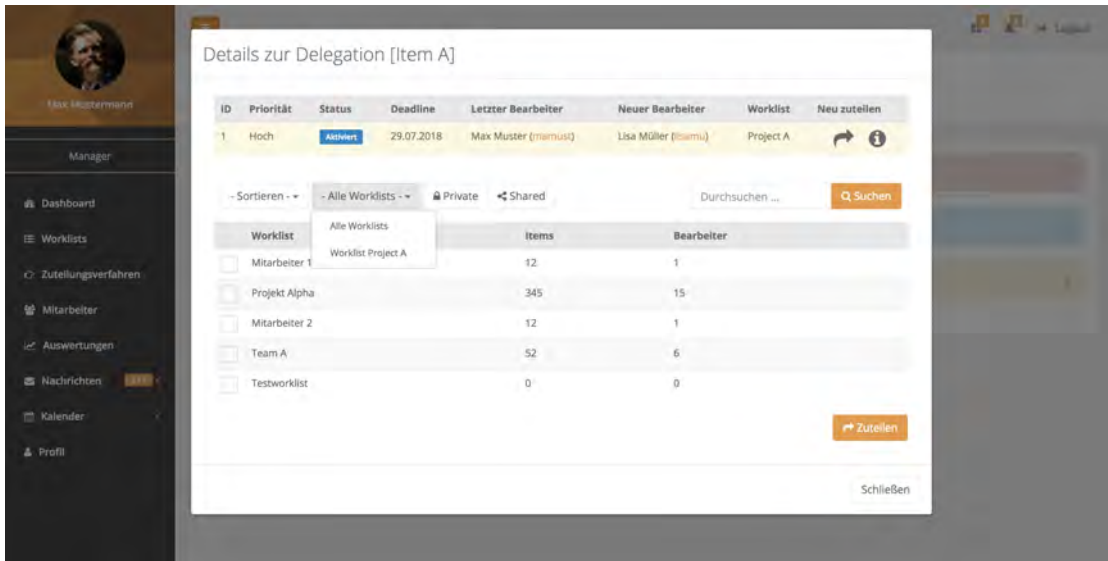 Logout
Max Mustermann
Manager
Dashboard
Worklists
Zuteilungsverfahren
Mitarbeiter
Auswertungen
Nachrichten
Kalender
Profil
Details zur Delegation [Item A]
ID Priorität Status Deadline Letzter Bearbeiter Neuer Bearbeiter Worklist Neu zuteilen
1 Hoch Aktiviert 29.07.2018 Max Muster (mamust) Lisa Müller (lisamu) Project A
- Sortieren - - Alle Worklists - Private Shared Durchsuchen ... Suchen
Alle Worklists
Worklist Project A
Worklist Items Bearbeiter
Mitarbeiter 1 12 1
Projekt Alpha 345 15
Mitarbeiter 2 12 1
Team A 52 6
Testworklist 0 0
Zuteilen
Schließen